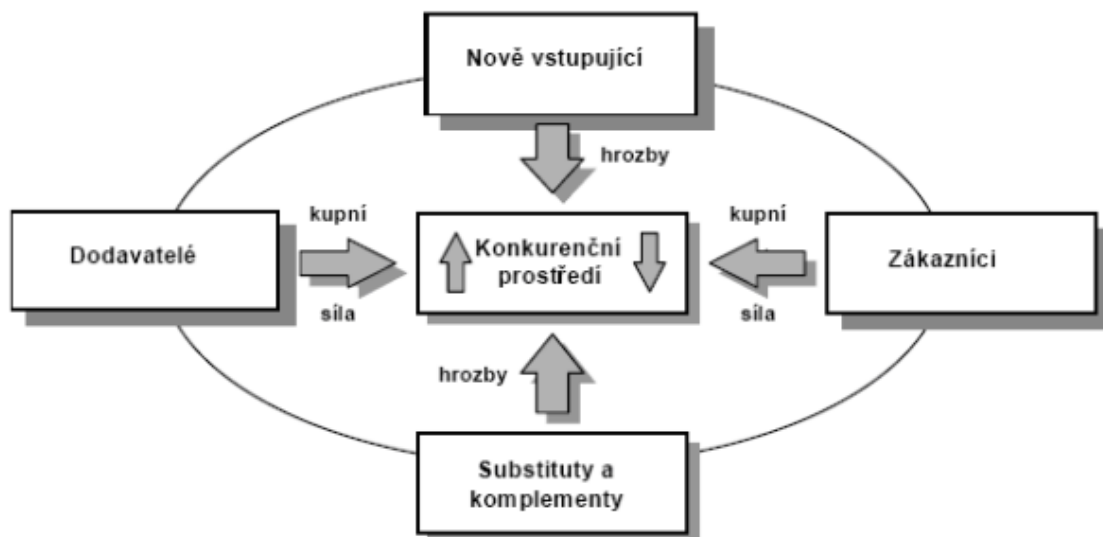 Nově vstupující
hrozby
kupní
kupní
Dodavatelé
Konkurenční
prostředí
Zákazníci
síla
síla
hrozby
Substituty a
komplementy